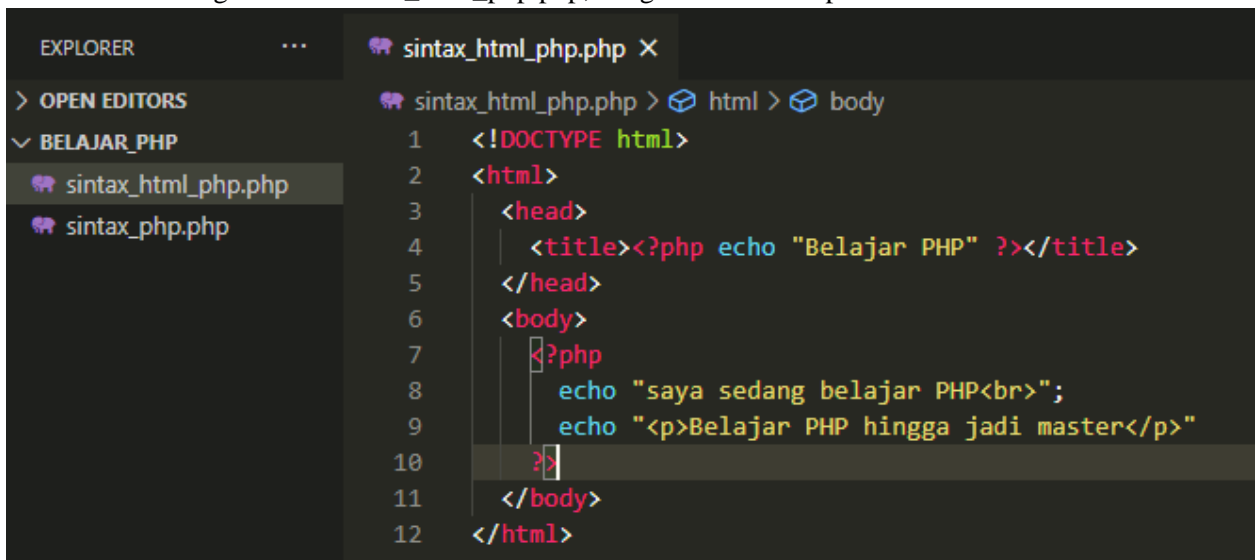 EXPLORER ...
sintax_html_php.php ×
> OPEN EDITORS
sintax_html_php.php > html > body
BELAJAR_PHP
sintax_html_php.php
sintax_php.php
1 <!DOCTYPE html>
2 <html>
3 <head>
4 <title><?php echo "Belajar PHP" ?></title>
5 </head>
6 <body>
7 <?php
8 echo "saya sedang belajar PHP<br>";
9 echo "<p>Belajar PHP hingga jadi master</p>"
10 ?>
11 </body>
12 </html>